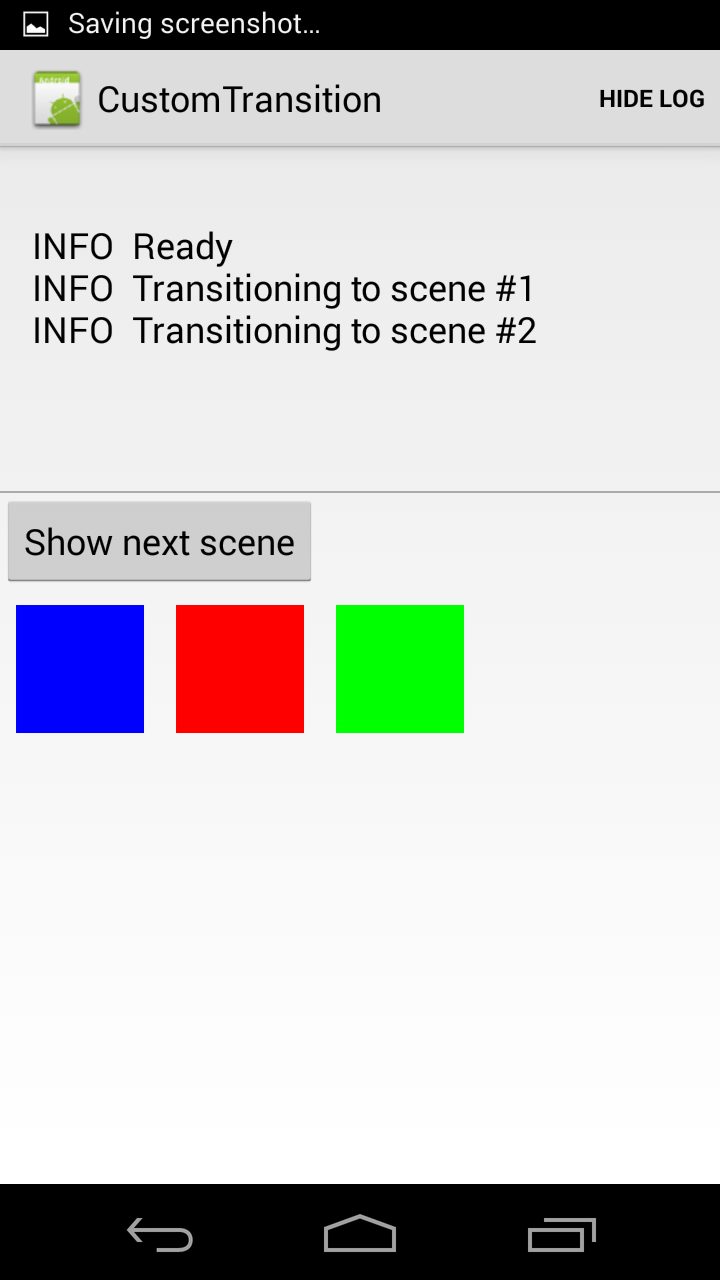 Saving screenshot...
CustomTransition
HIDE LOG
INFO Ready
INFO Transitioning to scene #1
INFO Transitioning to scene #2
Show next scene